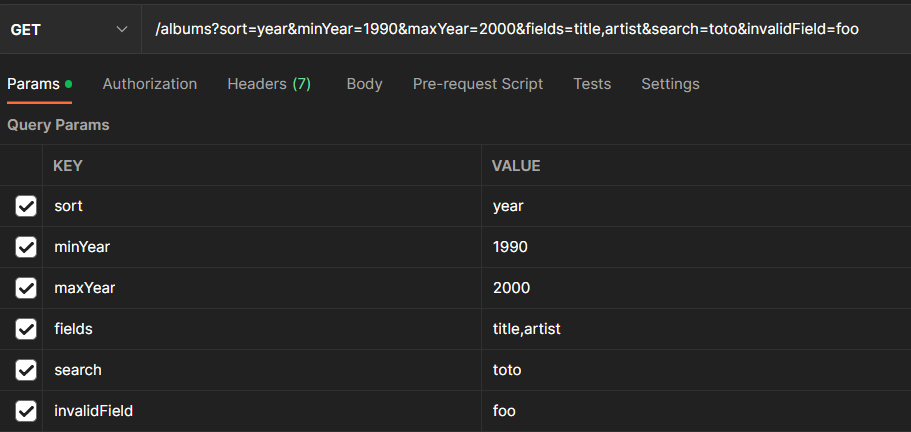 GET /albums?sort=year&minYear=1990&maxYear=2000&fields=title,artist&search=toto&invalidField=foo
Params Authorization Headers (7) Body Pre-request Script Tests Settings
Query Params
KEY VALUE
sort year
minYear 1990
maxYear 2000
fields title,artist
search toto
invalidField foo